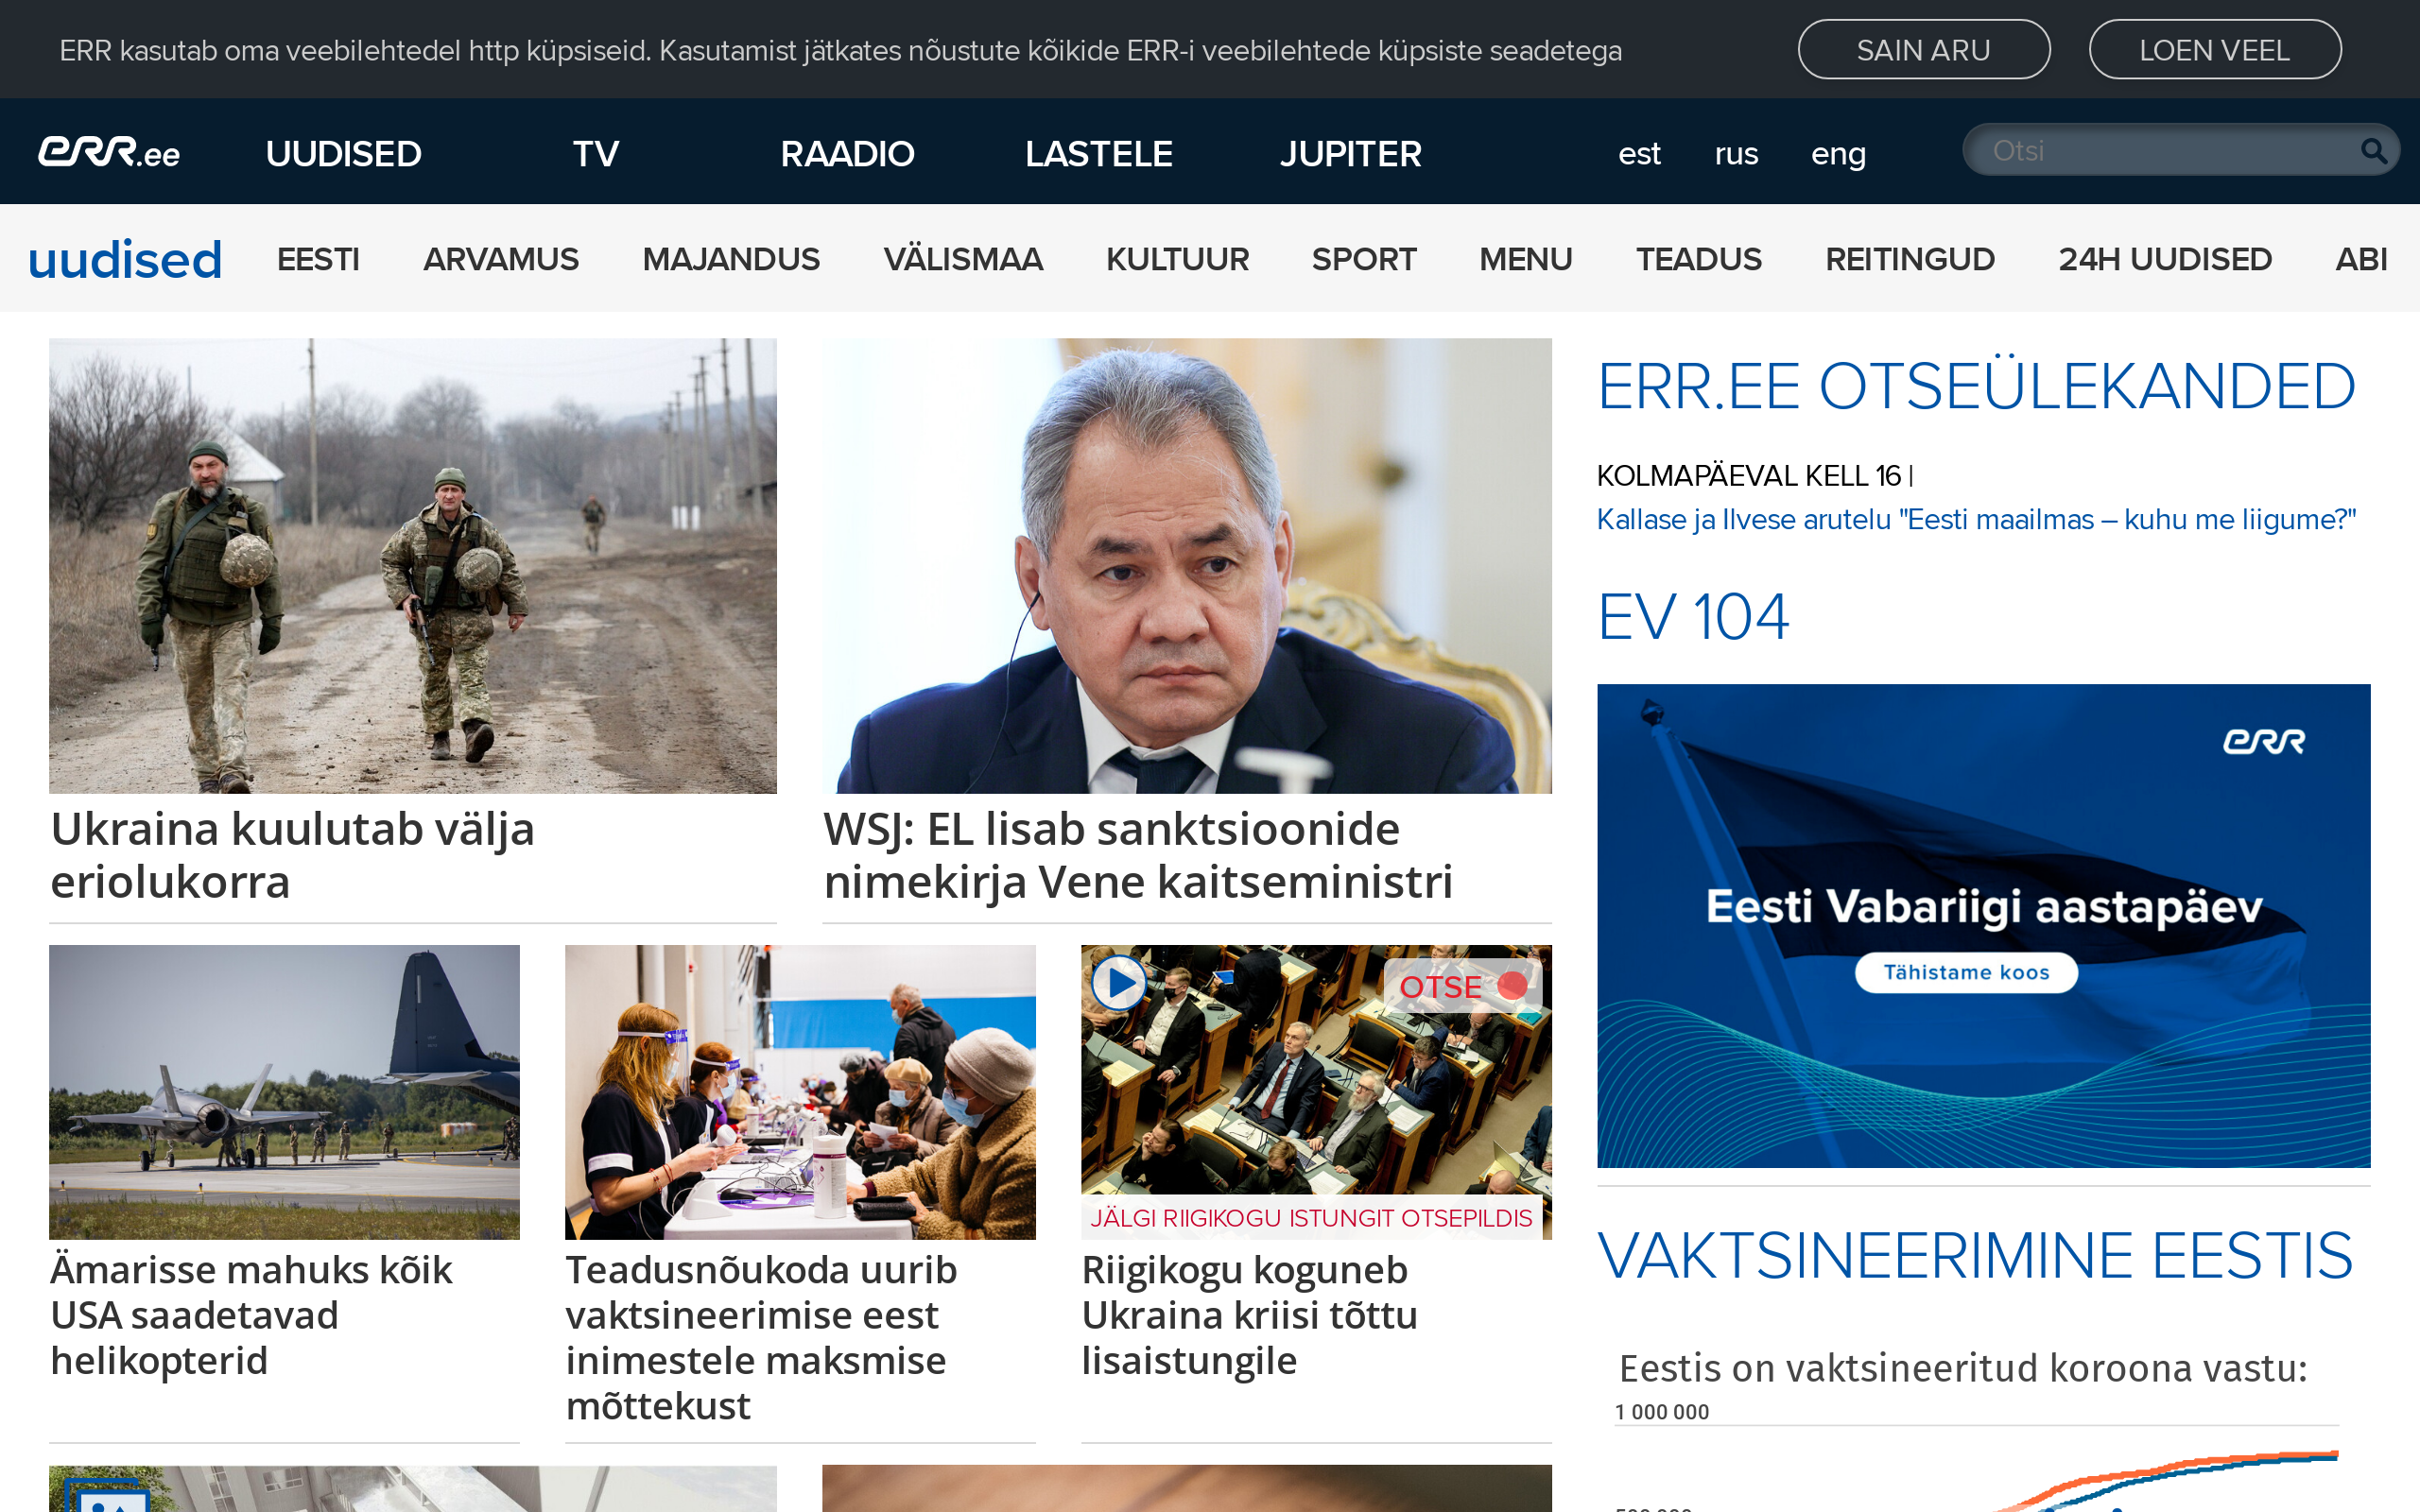 ERR kasutab oma veebilehtedel http küpsiseid. Kasutamist jätkates nõustute kõikide ERR-i veebilehtede küpsiste seadetega
SAIN ARU
LOEN VEEL
err.ee
UUDISED
TV
RAADIO
LASTELE
JUPITER
est
rus
eng
Otsi
uudised
EESTI
ARVAMUS
MAJANDUS
VÄLISMAA
KULTUUR
SPORT
MENU
TEADUS
REITINGUD
24H UUDISED
ABI
Ukraina kuulutab välja
eriolukorra
WSJ: EL lisab sanktsioonide
nimekirja Vene kaitseministri
Ämarisse mahuks kõik
USA saadetavad
helikopterid
Teadusnõukoda uurib
vaktsineerimise eest
inimestele maksmise
mõttekust
OTSE
JÄLGI RIIGIKOGU ISTUNGIT OTSEPILDIS
Riigikogu koguneb
Ukraina kriisi tõttu
lisaistungile
ERR.EE OTSEÜLEKANDED
KOLMAPÄEVAL KELL 16 |
Kallase ja Ilvese arutelu "Eesti maailmas – kuhu me liigume?"
EV 104
err
Eesti Vabariigi aastapäev
Tähistame koos
VAKTSINEERIMINE EESTIS
Eestis on vaktsineeritud koroona vastu:
1 000 000